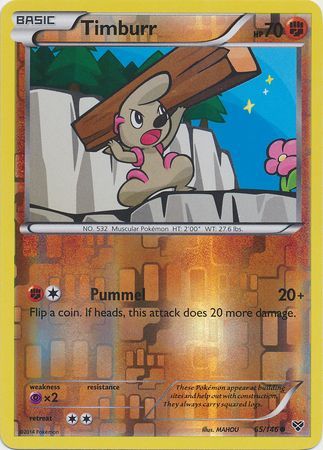 BASIC
Timburr
HP70
NO. 532 Muscular Pokémon HT: 2'00" WT: 27.6 lbs.
Pummel 20+
Flip a coin. If heads, this attack does 20 more damage.
weakness resistance
×2
retreat
These Pokémon appear at building
sites and help out with construction.
They always carry squared logs.
©2014 Pokémon
Illus. MAHOU 65/146